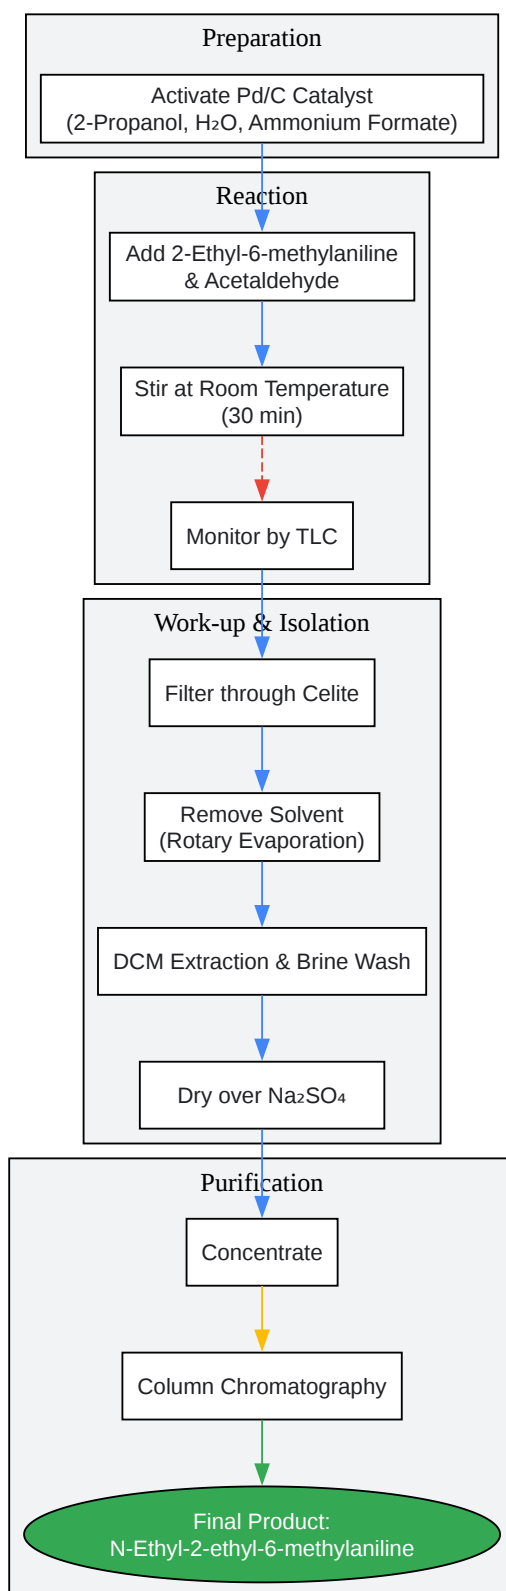 Preparation
Activate Pd/C Catalyst
(2-Propanol, H₂O, Ammonium Formate)
Reaction
Add 2-Ethyl-6-methylaniline
& Acetaldehyde
Stir at Room Temperature
(30 min)
Monitor by TLC
Work-up & Isolation
Filter through Celite
Remove Solvent
(Rotary Evaporation)
DCM Extraction & Brine Wash
Dry over Na₂SO₄
Purification
Concentrate
Column Chromatography
Final Product:
N-Ethyl-2-ethyl-6-methylaniline